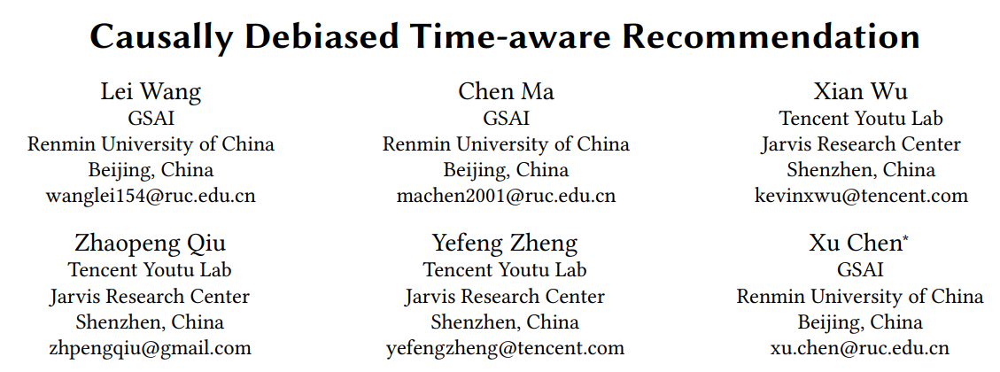 Causally Debiased Time-aware Recommendation
Lei Wang
GSAI
Renmin University of China
Beijing, China
wanglei154@ruc.edu.cn
Chen Ma
GSAI
Renmin University of China
Beijing, China
machen2001@ruc.edu.cn
Xian Wu
Tencent Youtu Lab
Jarvis Research Center
Shenzhen, China
kevinxwu@tencent.com
Zhaopeng Qiu
Tencent Youtu Lab
Jarvis Research Center
Shenzhen, China
zhpengqiu@gmail.com
Yefeng Zheng
Tencent Youtu Lab
Jarvis Research Center
Shenzhen, China
yefengzheng@tencent.com
Xu Chen*
GSAI
Renmin University of China
Beijing, China
xu.chen@ruc.edu.cn